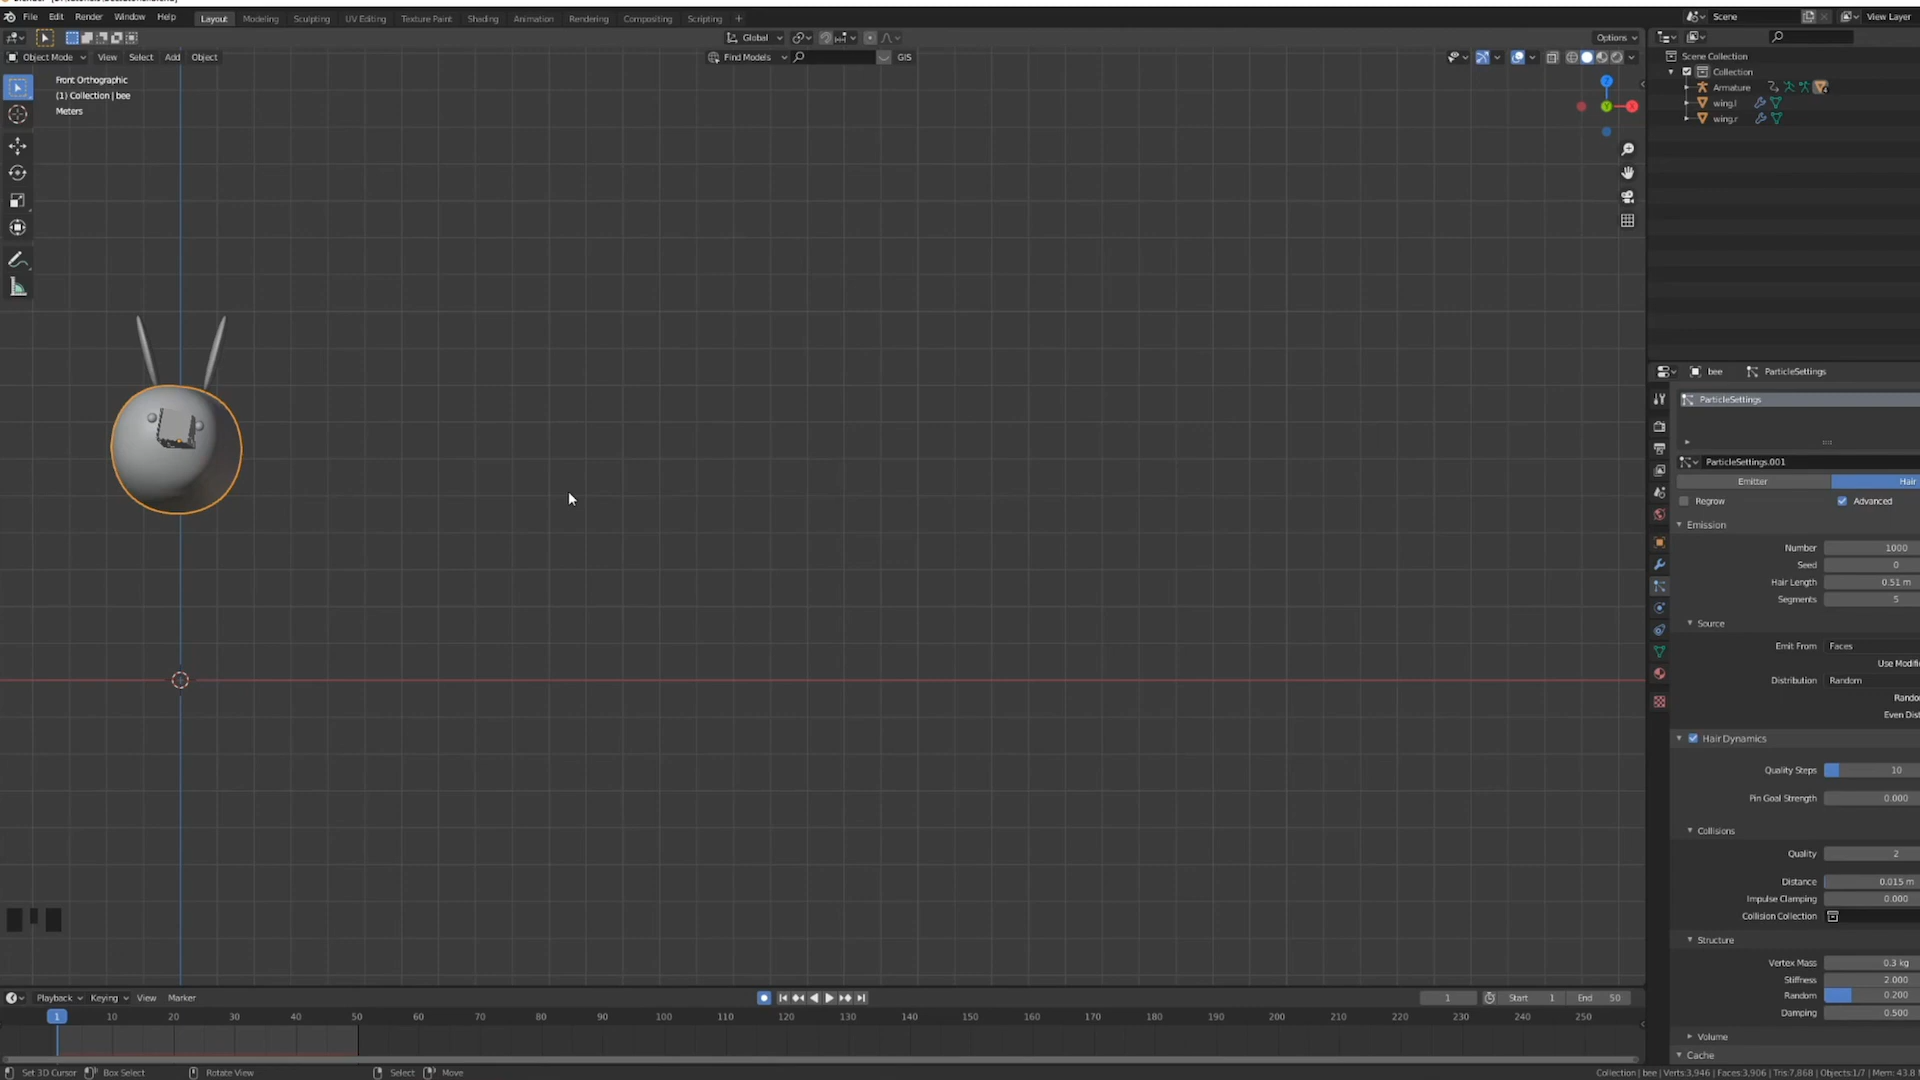 File Edit Render Window Help Layout Modeling Sculpting UV Editing Texture Paint Shading Animation Rendering Compositing Scripting + Scene View Layer
Global Options
Object Mode View Select Add Object Find Models GIS
Front Orthographic
(1) Collection | bee
Meters
Z
Y
X
Scene Collection
Collection
Armature
wing.l
wing.r
bee ParticleSettings
ParticleSettings
ParticleSettings.001
Emitter Hair
Regrow Advanced
Emission
Number 1000
Seed 0
Hair Length 0.51 m
Segments 5
Source
Emit From Faces
Use Modifi
Distribution Random
Rando
Even Dist
Hair Dynamics
Quality Steps 10
Pin Goal Strength 0.000
Collisions
Quality 2
Distance 0.015 m
Impulse Clamping 0.000
Collision Collection
Structure
Vertex Mass 0.3 kg
Stiffness 2.000
Random 0.200
Damping 0.500
Volume
Cache
Playback Keying View Marker 1 Start 1 End 50
1 10 20 30 40 50 60 70 80 90 100 110 120 130 140 150 160 170 180 190 200 210 220 230 240 250
Set 3D Cursor Box Select Rotate View Select Move Collection | bee | Verts:3,946 | Faces:3,906 | Tris:7,868 | Objects:1/7 | Mem: 43.8